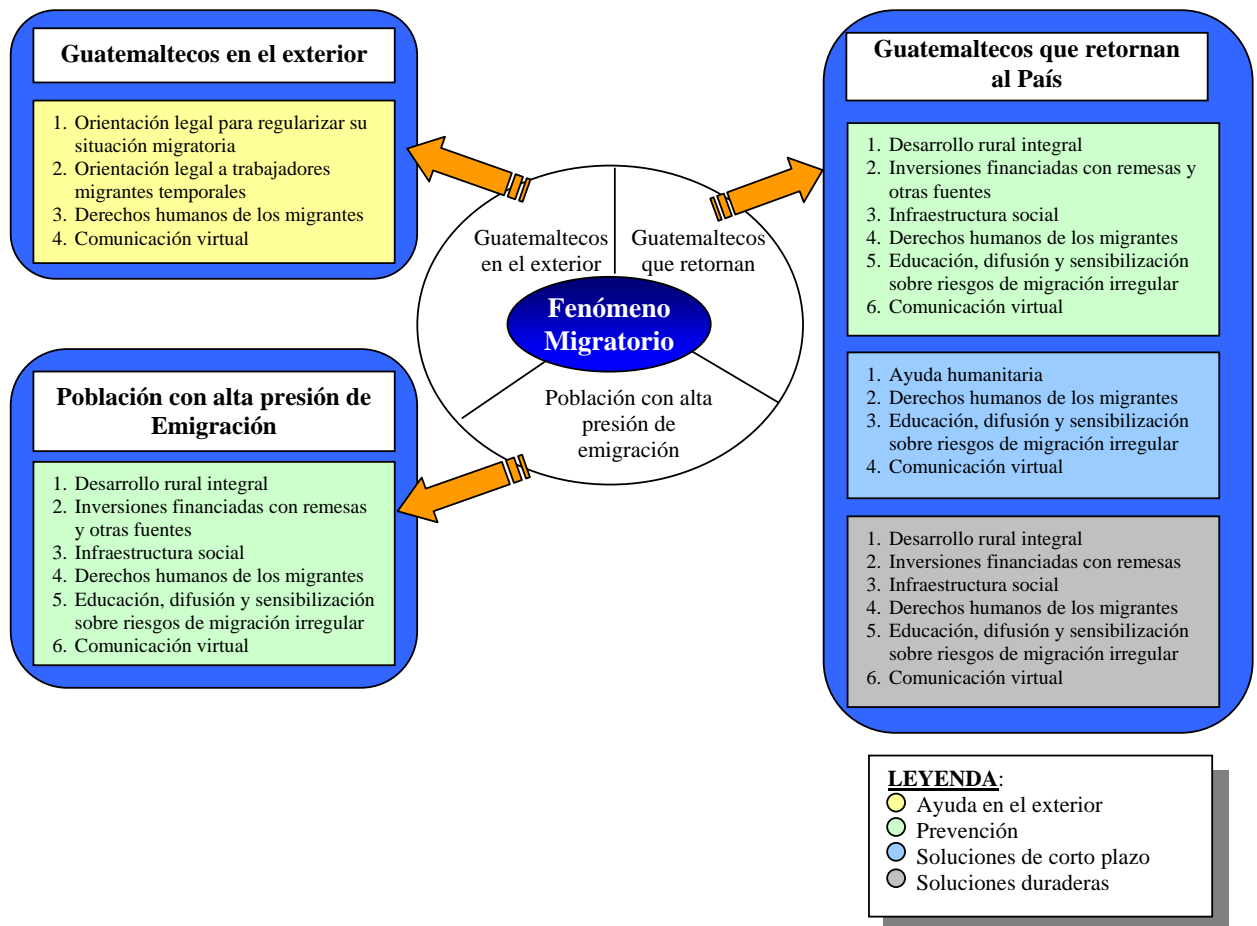 Guatemaltecos en el exterior
1. Orientación legal para regularizar su
situación migratoria
2. Orientación legal a trabajadores
migrantes temporales
3. Derechos humanos de los migrantes
4. Comunicación virtual
Población con alta presión de
Emigración
1. Desarrollo rural integral
2. Inversiones financiadas con remesas
y otras fuentes
3. Infraestructura social
4. Derechos humanos de los migrantes
5. Educación, difusión y sensibilización
sobre riesgos de migración irregular
6. Comunicación virtual
Guatemaltecos
en el exterior
Guatemaltecos
que retornan
Fenómeno
Migratorio
Población con alta
presión de
emigración
Guatemaltecos que retornan
al País
1. Desarrollo rural integral
2. Inversiones financiadas con remesas y
otras fuentes
3. Infraestructura social
4. Derechos humanos de los migrantes
5. Educación, difusión y sensibilización
sobre riesgos de migración irregular
6. Comunicación virtual
1. Ayuda humanitaria
2. Derechos humanos de los migrantes
3. Educación, difusión y sensibilización
sobre riesgos de migración irregular
4. Comunicación virtual
1. Desarrollo rural integral
2. Inversiones financiadas con remesas
3. Infraestructura social
4. Derechos humanos de los migrantes
5. Educación, difusión y sensibilización
sobre riesgos de migración irregular
6. Comunicación virtual
LEYENDA:
Ayuda en el exterior
Prevención
Soluciones de corto plazo
Soluciones duraderas